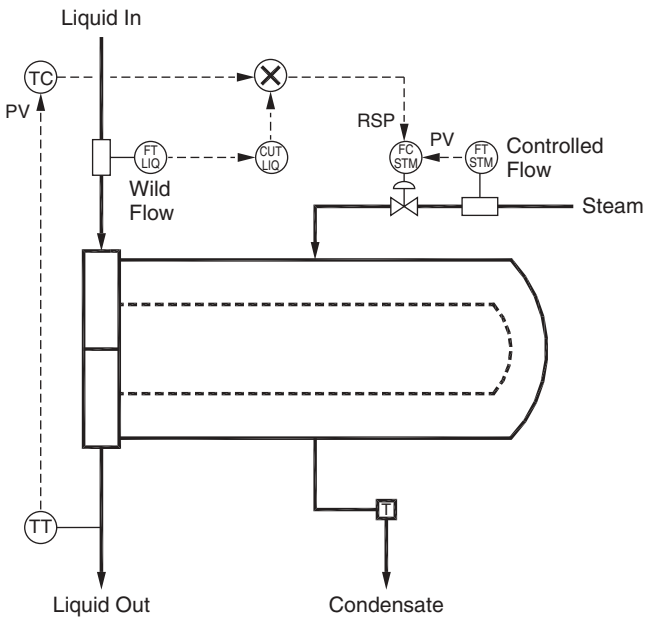 Liquid In
TC
PV
FT
LIQ
CUT
LIQ
Wild
Flow
RSP
FC
STM
PV
FT
STM
Controlled
Flow
Steam
TT
T
Liquid Out
Condensate